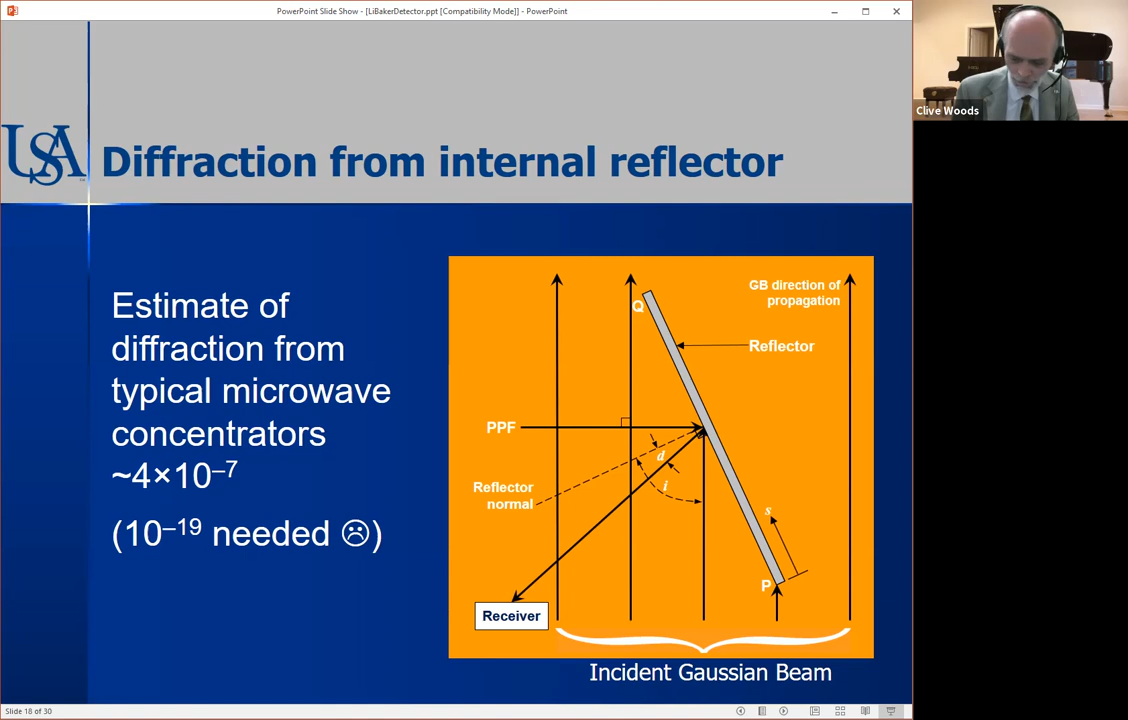 PowerPoint Slide Show - [LiBakerDetector.ppt [Compatibility Mode]] - PowerPoint
Clive Woods
USA
Diffraction from internal reflector
Estimate of
diffraction from
typical microwave
concentrators
~4×10⁻⁷
(10⁻¹⁹ needed ☹)
GB direction of
propagation
Q
Reflector
PPF
d
i
Reflector
normal
s
P
Receiver
Incident Gaussian Beam
Slide 18 of 30